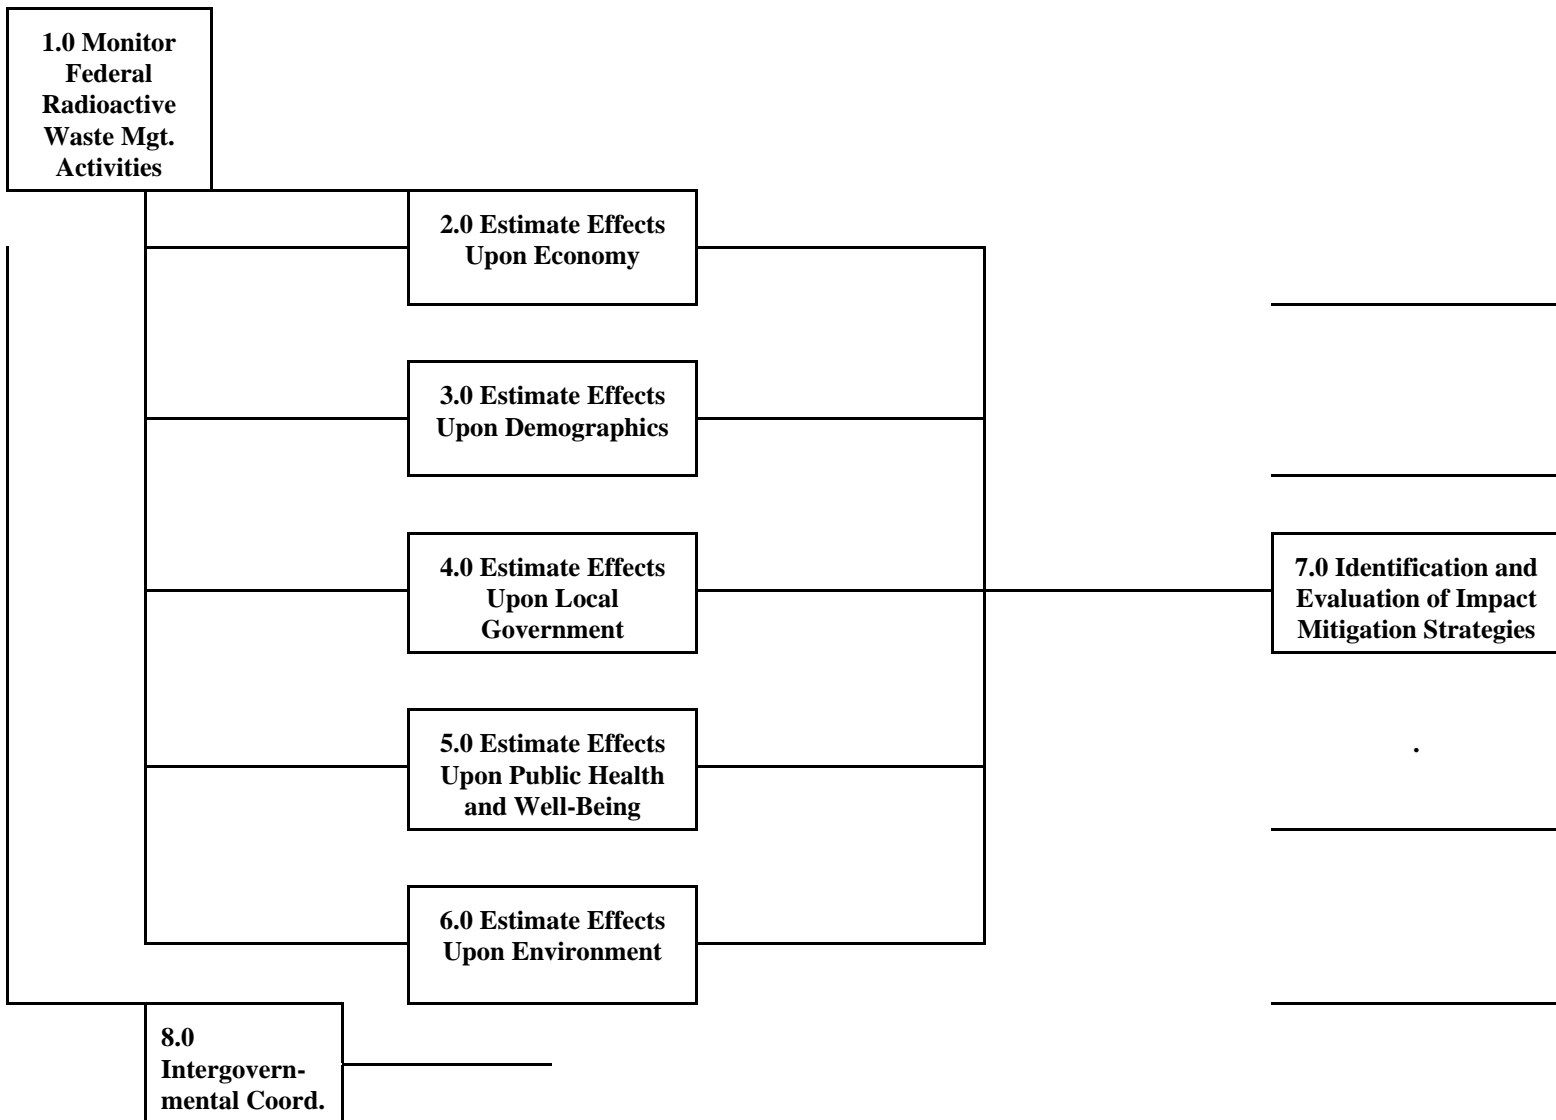 1.0 Monitor
Federal
Radioactive
Waste Mgt.
Activities
2.0 Estimate Effects
Upon Economy
3.0 Estimate Effects
Upon Demographics
4.0 Estimate Effects
Upon Local
Government
7.0 Identification and
Evaluation of Impact
Mitigation Strategies
5.0 Estimate Effects
Upon Public Health
and Well-Being
.
6.0 Estimate Effects
Upon Environment
8.0
Intergovern-
mental Coord.